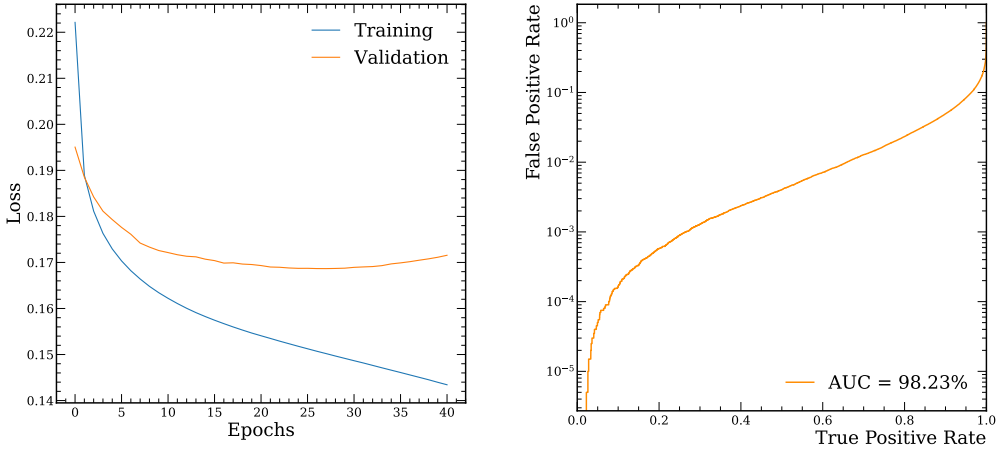 0.22
0.21
0.20
0.19
0.18
0.17
0.16
0.15
0.14
Loss
Training
Validation
0 5 10 15 20 25 30 35 40
Epochs
10⁰
10⁻¹
10⁻²
10⁻³
10⁻⁴
10⁻⁵
False Positive Rate
AUC = 98.23%
0.0 0.2 0.4 0.6 0.8 1.0
True Positive Rate